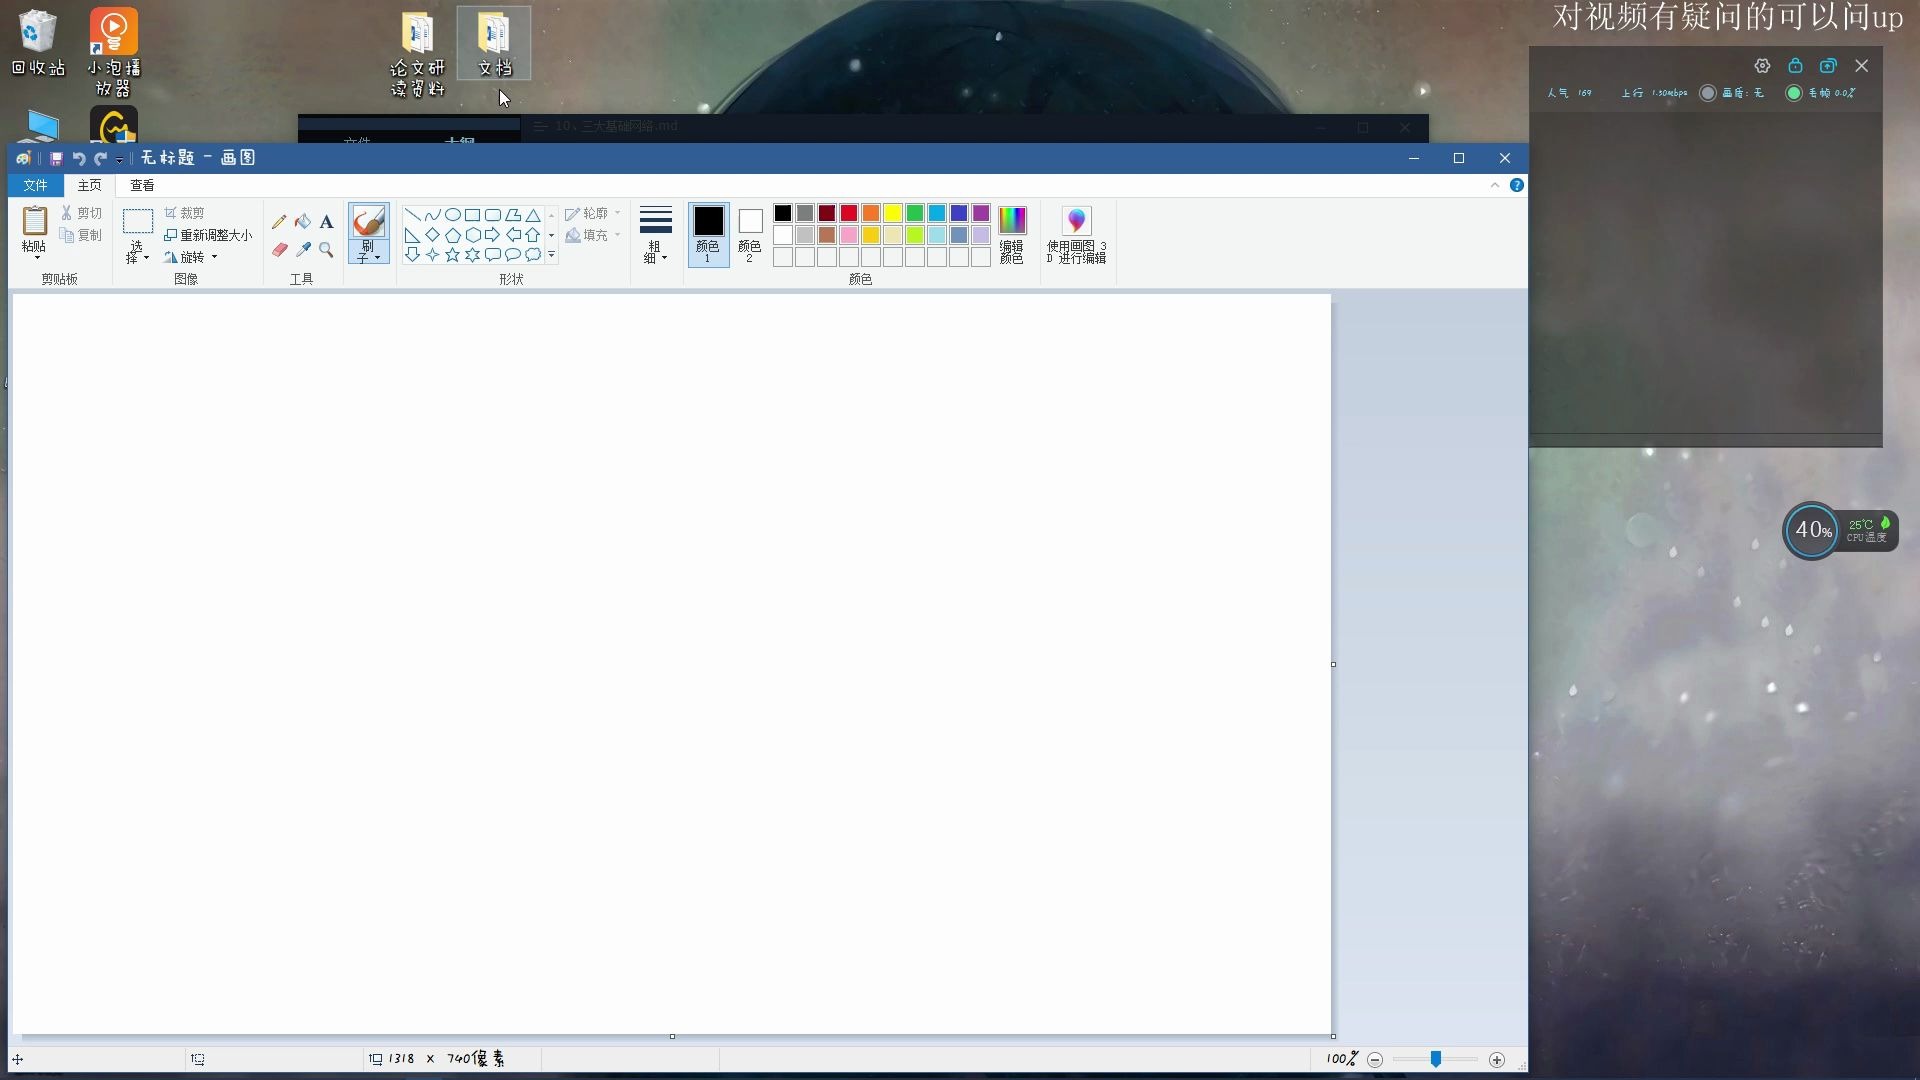 对视频有疑问的可以问up
回收站
小泡播放器
论文研读资料
文档
人气 169
上行 1.30mbps
画质：无
丢帧 0.0%
文件
大纲
10、三大基础网络.md
无标题 - 画图
文件
主页
查看
粘贴
剪切
复制
剪贴板
选择
裁剪
重新调整大小
旋转
图像
A
工具
刷子
轮廓
填充
形状
粗细
颜色 1
颜色 2
编辑颜色
颜色
使用画图 3D 进行编辑
40%
25℃
CPU温度
1318 x 740像素
100%